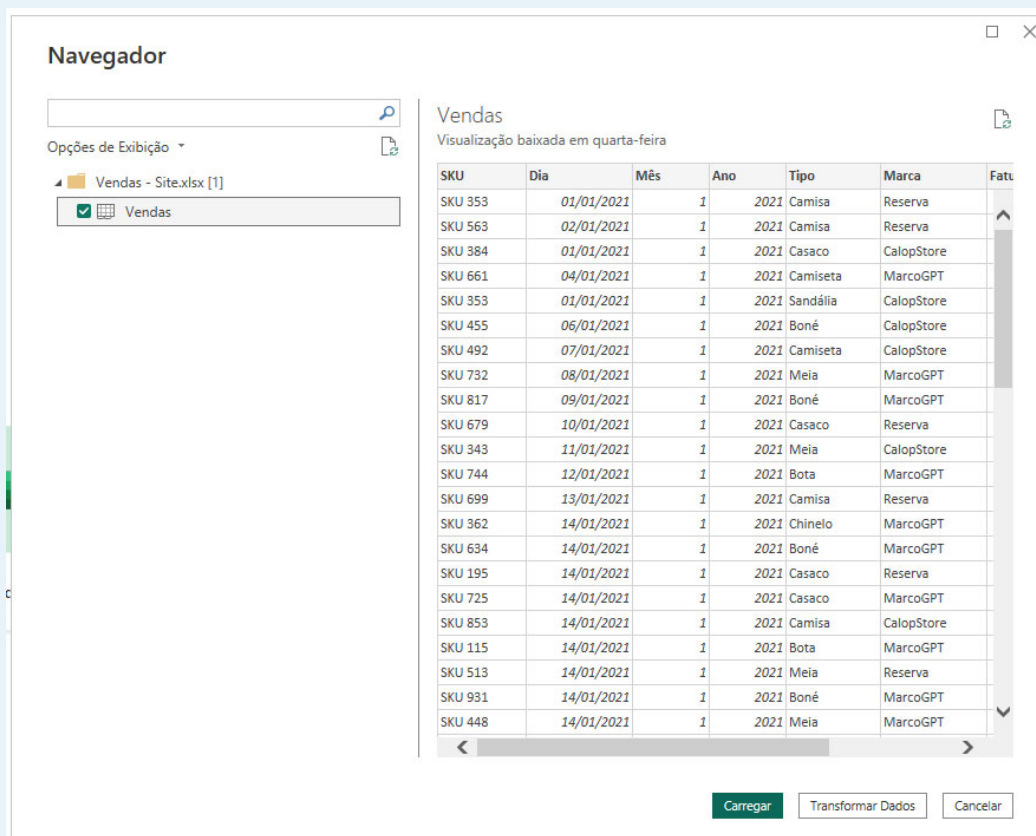 Navegador
Opções de Exibição
Vendas - Site.xlsx [1]
Vendas
Vendas
Visualização baixada em quarta-feira
SKU Dia Mês Ano Tipo Marca Fatu
SKU 353 01/01/2021 1 2021 Camisa Reserva
SKU 563 02/01/2021 1 2021 Camisa Reserva
SKU 384 01/01/2021 1 2021 Casaco CalopStore
SKU 661 04/01/2021 1 2021 Camiseta MarcoGPT
SKU 353 01/01/2021 1 2021 Sandália CalopStore
SKU 455 06/01/2021 1 2021 Boné CalopStore
SKU 492 07/01/2021 1 2021 Camiseta CalopStore
SKU 732 08/01/2021 1 2021 Meia MarcoGPT
SKU 817 09/01/2021 1 2021 Boné MarcoGPT
SKU 679 10/01/2021 1 2021 Casaco Reserva
SKU 343 11/01/2021 1 2021 Meia CalopStore
SKU 744 12/01/2021 1 2021 Bota MarcoGPT
SKU 699 13/01/2021 1 2021 Camisa Reserva
SKU 362 14/01/2021 1 2021 Chinelo MarcoGPT
SKU 634 14/01/2021 1 2021 Boné MarcoGPT
SKU 195 14/01/2021 1 2021 Casaco Reserva
SKU 725 14/01/2021 1 2021 Casaco MarcoGPT
SKU 853 14/01/2021 1 2021 Camisa CalopStore
SKU 115 14/01/2021 1 2021 Bota MarcoGPT
SKU 513 14/01/2021 1 2021 Meia Reserva
SKU 931 14/01/2021 1 2021 Boné MarcoGPT
SKU 448 14/01/2021 1 2021 Meia MarcoGPT
Carregar Transformar Dados Cancelar